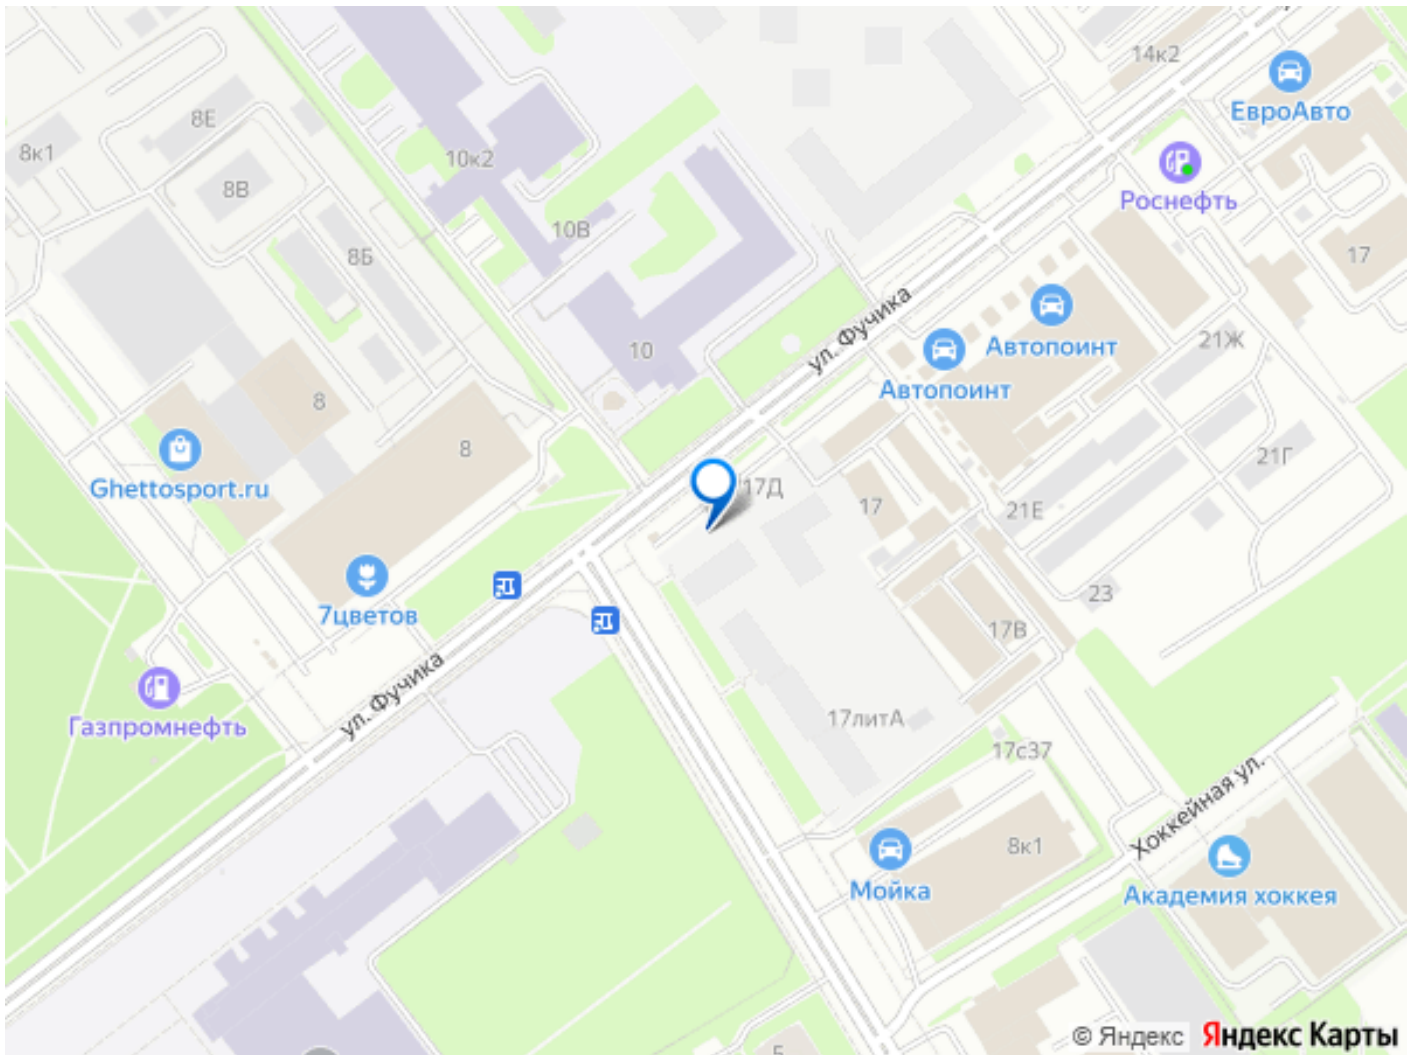 14к2
ЕвроАвто
8Е
8к1
10к2
8В
Роснефть
10В
8Б
17
ул. Фучика
Автопоинт
21Ж
10
Автопоинт
8
8
Ghettosport.ru
17Д
21Г
17
21Е
7цветов
23
17В
ул. Фучика
Газпромнефть
17литА
17с37
Хоккейная ул.
8к1
Мойка
Академия хоккея
© Яндекс Яндекс Карты